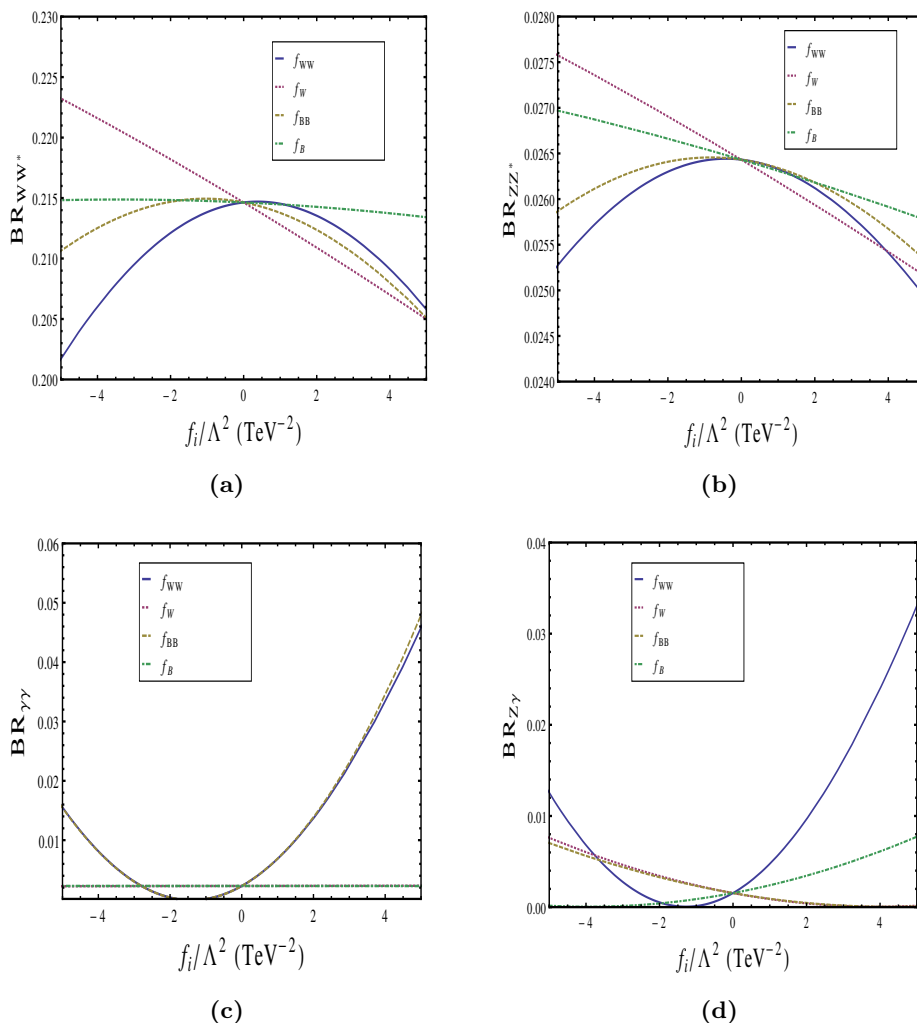 0.230
0.225
0.220
0.215
0.210
0.205
0.200
BR_{WW*}
f_{WW}
f_W
f_{BB}
f_B
-4 -2 0 2 4
f_i/Λ^2 (TeV^{-2})
(a)
0.0280
0.0275
0.0270
0.0265
0.0260
0.0255
0.0250
0.0245
0.0240
BR_{ZZ*}
f_{WW}
f_W
f_{BB}
f_B
-4 -2 0 2 4
f_i/Λ^2 (TeV^{-2})
(b)
0.06
0.05
0.04
0.03
0.02
0.01
BR_{γγ}
f_{WW}
f_W
f_{BB}
f_B
-4 -2 0 2 4
f_i/Λ^2 (TeV^{-2})
(c)
0.04
0.03
0.02
0.01
0.00
BR_{Zγ}
f_{WW}
f_W
f_{BB}
f_B
-4 -2 0 2 4
f_i/Λ^2 (TeV^{-2})
(d)